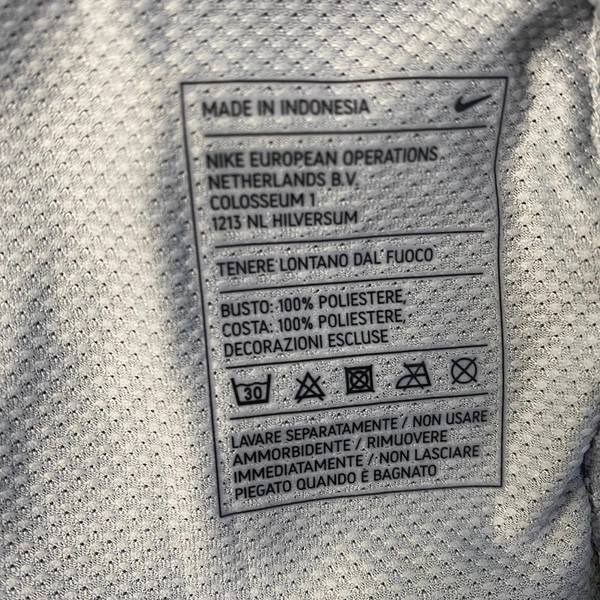 MADE IN INDONESIA
NIKE EUROPEAN OPERATIONS
NETHERLANDS B.V.
COLOSSEUM 1
1213 NL HILVERSUM
TENERE LONTANO DAL FUOCO
BUSTO: 100% POLIESTERE,
COSTA: 100% POLIESTERE,
DECORAZIONI ESCLUSE
30
LAVARE SEPARATAMENTE / NON USARE
AMMORBIDENTE / RIMUOVERE
IMMEDIATAMENTE / NON LASCIARE
PIEGATO QUANDO È BAGNATO